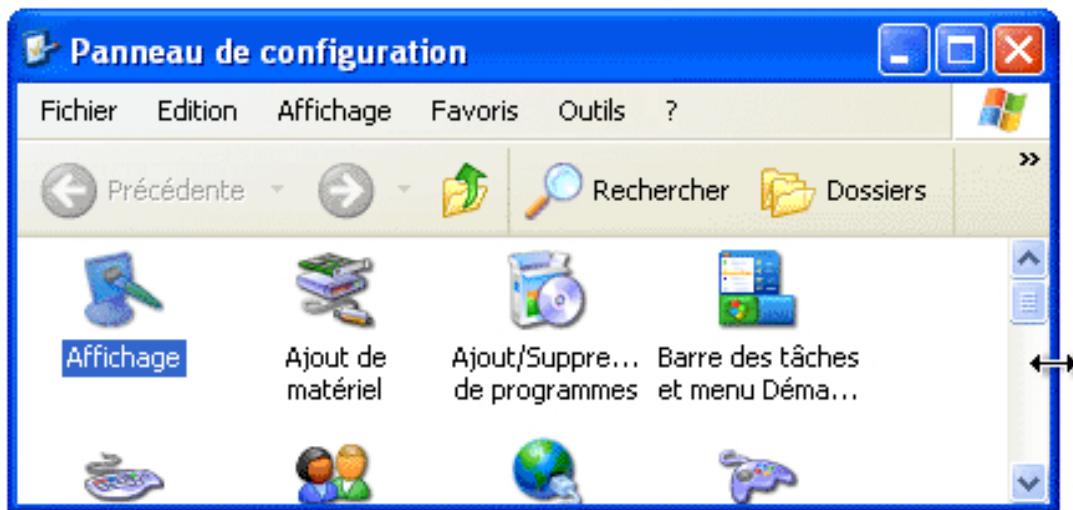 Panneau de configuration
Fichier Edition Affichage Favoris Outils ?
Précédente Rechercher Dossiers »
Affichage
Ajout de
matériel
Ajout/Suppre...
de programmes
Barre des tâches
et menu Déma...